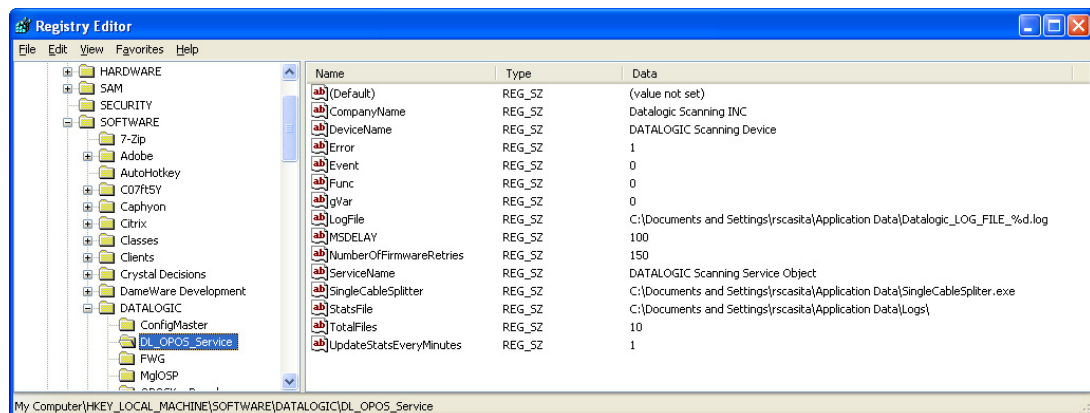 Registry Editor
File Edit View Favorites Help
HARDWARE
SAM
SECURITY
SOFTWARE
7-Zip
Adobe
AutoHotkey
C07ft5Y
Caphyon
Citrix
Classes
Clients
Crystal Decisions
DameWare Development
DATALOGIC
ConfigMaster
DL_OPOS_Service
FWG
MglOSP
Name Type Data
(Default) REG_SZ (value not set)
CompanyName REG_SZ Datalogic Scanning INC
DeviceName REG_SZ DATALOGIC Scanning Device
Error REG_SZ 1
Event REG_SZ 0
Func REG_SZ 0
gVar REG_SZ 0
LogFile REG_SZ C:\Documents and Settings\rscasita\Application Data\Datalogic_LOG_FILE_%d.log
MSDELAY REG_SZ 100
NumberOfFirmwareRetries REG_SZ 150
ServiceName REG_SZ DATALOGIC Scanning Service Object
SingleCableSplitter REG_SZ C:\Documents and Settings\rscasita\Application Data\SingleCableSpliter.exe
StatsFile REG_SZ C:\Documents and Settings\rscasita\Application Data\Logs\
TotalFiles REG_SZ 10
UpdateStatsEveryMinutes REG_SZ 1
My Computer\HKEY_LOCAL_MACHINE\SOFTWARE\DATALOGIC\DL_OPOS_Service